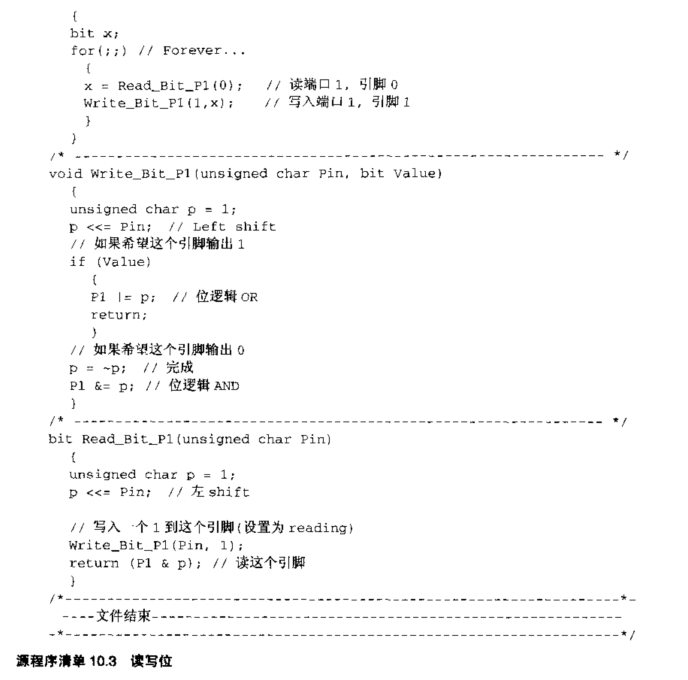 {
bit x;
for(;;) // Forever...
{
x = Read_Bit_P1(0); // 读端口 1, 引脚 0
Write_Bit_P1(1,x); // 写入端口 1, 引脚 1
}
}
/* ------------------------------------------------------------ */
void Write_Bit_P1(unsigned char Pin, bit Value)
{
unsigned char p = 1;
p <<= Pin; // Left shift
// 如果希望这个引脚输出 1
if (Value)
{
P1 |= p; // 位逻辑 OR
return;
}
// 如果希望这个引脚输出 0
p = ~p; // 完成
P1 &= p; // 位逻辑 AND
}
/* ------------------------------------------------------------ */
bit Read_Bit_P1(unsigned char Pin)
{
unsigned char p = 1;
p <<= Pin; // 左 shift
// 写入一个 1 到这个引脚(设置为 reading)
Write_Bit_P1(Pin, 1);
return (P1 & p); // 读这个引脚
}
/*--------------------------------------------------------------*-
----文件结束----------------------------------------------------
-*--------------------------------------------------------------*/
源程序清单 10.3 读写位